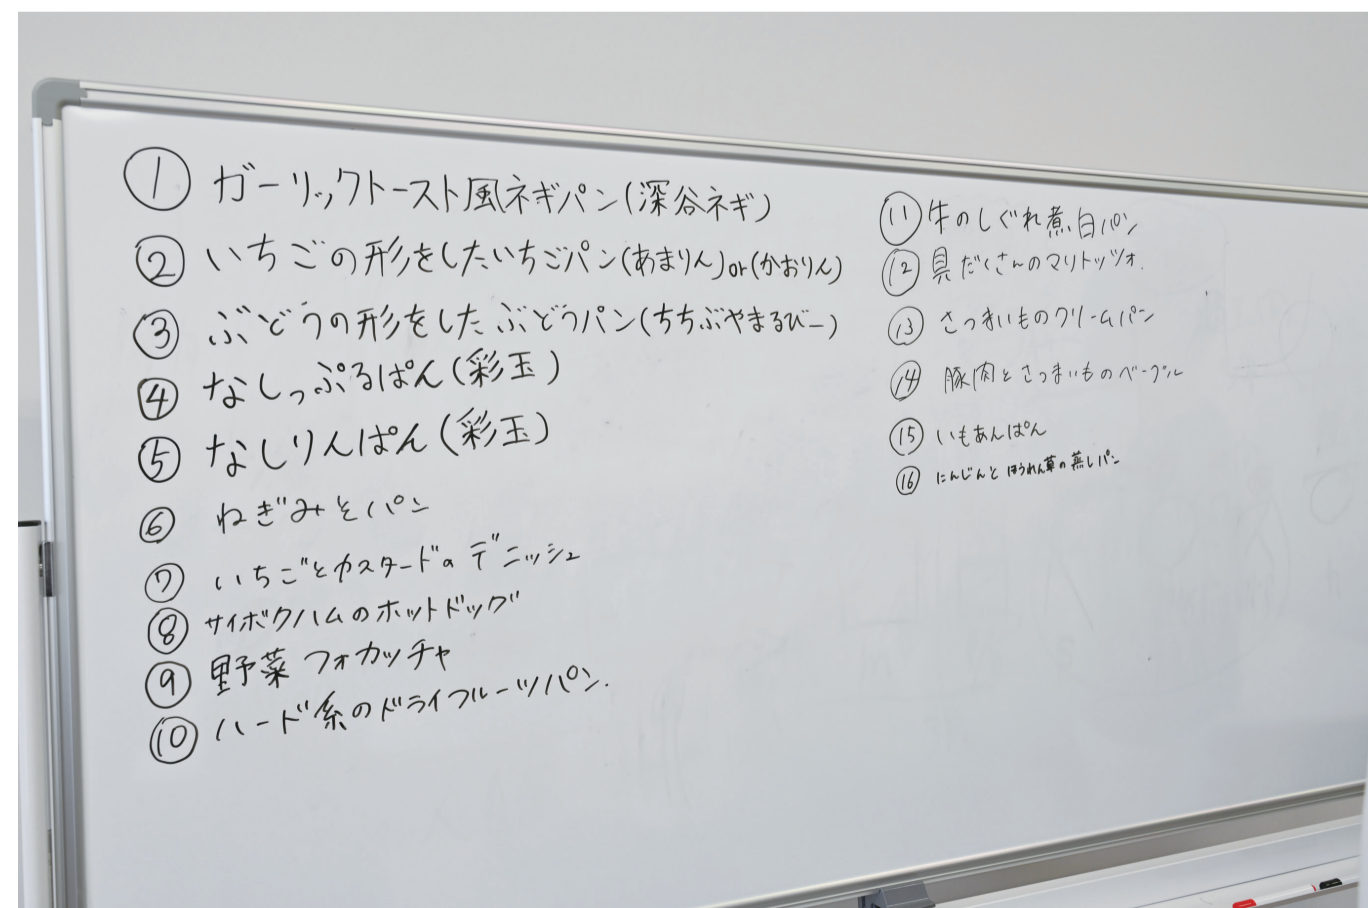 ① ガーリックトースト風ネギパン(深谷ネギ)
② いちごの形をしたいちごパン(あまりん)or(かおりん)
③ ぶどうの形をしたぶどうパン(ちちぶやまるびー)
④ なしっぷるぱん(彩玉)
⑤ なしりんぱん(彩玉)
⑥ ねぎみそパン
⑦ いちごとカスタードのデニッシュ
⑧ サイボクハムのホットドッグ
⑨ 野菜フォカッチャ
⑩ ハード系のドライフルーツパン.
⑪ 牛のしぐれ煮白パン
⑫ 具だくさんのマリトッツォ.
⑬ さつまいものクリームパン
⑭ 豚肉とさつまいものベーグル
⑮ いもあんぱん
⑯ にんじんとほうれん草の蒸しパン